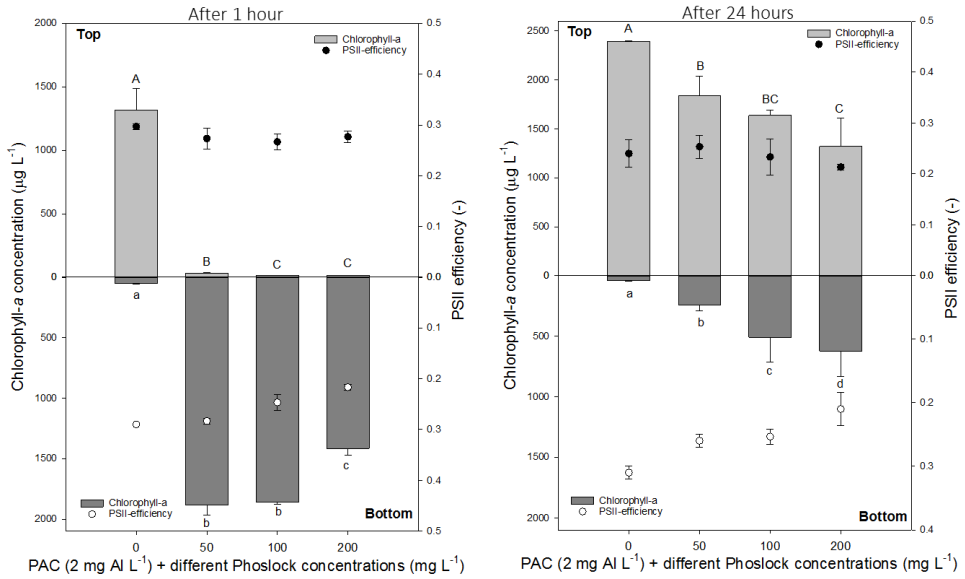 After 1 hour
2000
1500
1000
500
0
500
1000
1500
2000
Chlorophyll-a concentration (µg L-1)
Top
Chlorophyll-a
PSII-efficiency
A
B
C
C
a
b
b
c
Chlorophyll-a
PSII-efficiency
Bottom
0.5
0.4
0.3
0.2
0.1
0.0
0.1
0.2
0.3
0.4
0.5
PSII efficiency (-)
0
50
100
200
PAC (2 mg Al L-1) + different Phoslock concentrations (mg L-1)
After 24 hours
2500
2000
1500
1000
500
0
500
1000
1500
2000
Chlorophyll-a concentration (µg L-1)
Top
Chlorophyll-a
PSII-efficiency
A
B
BC
C
a
b
c
d
Chlorophyll-a
PSII-efficiency
Bottom
0.5
0.4
0.3
0.2
0.1
0.0
0.1
0.2
0.3
0.4
PSII efficiency (-)
0
50
100
200
PAC (2 mg Al L-1) + different Phoslock concentrations (mg L-1)